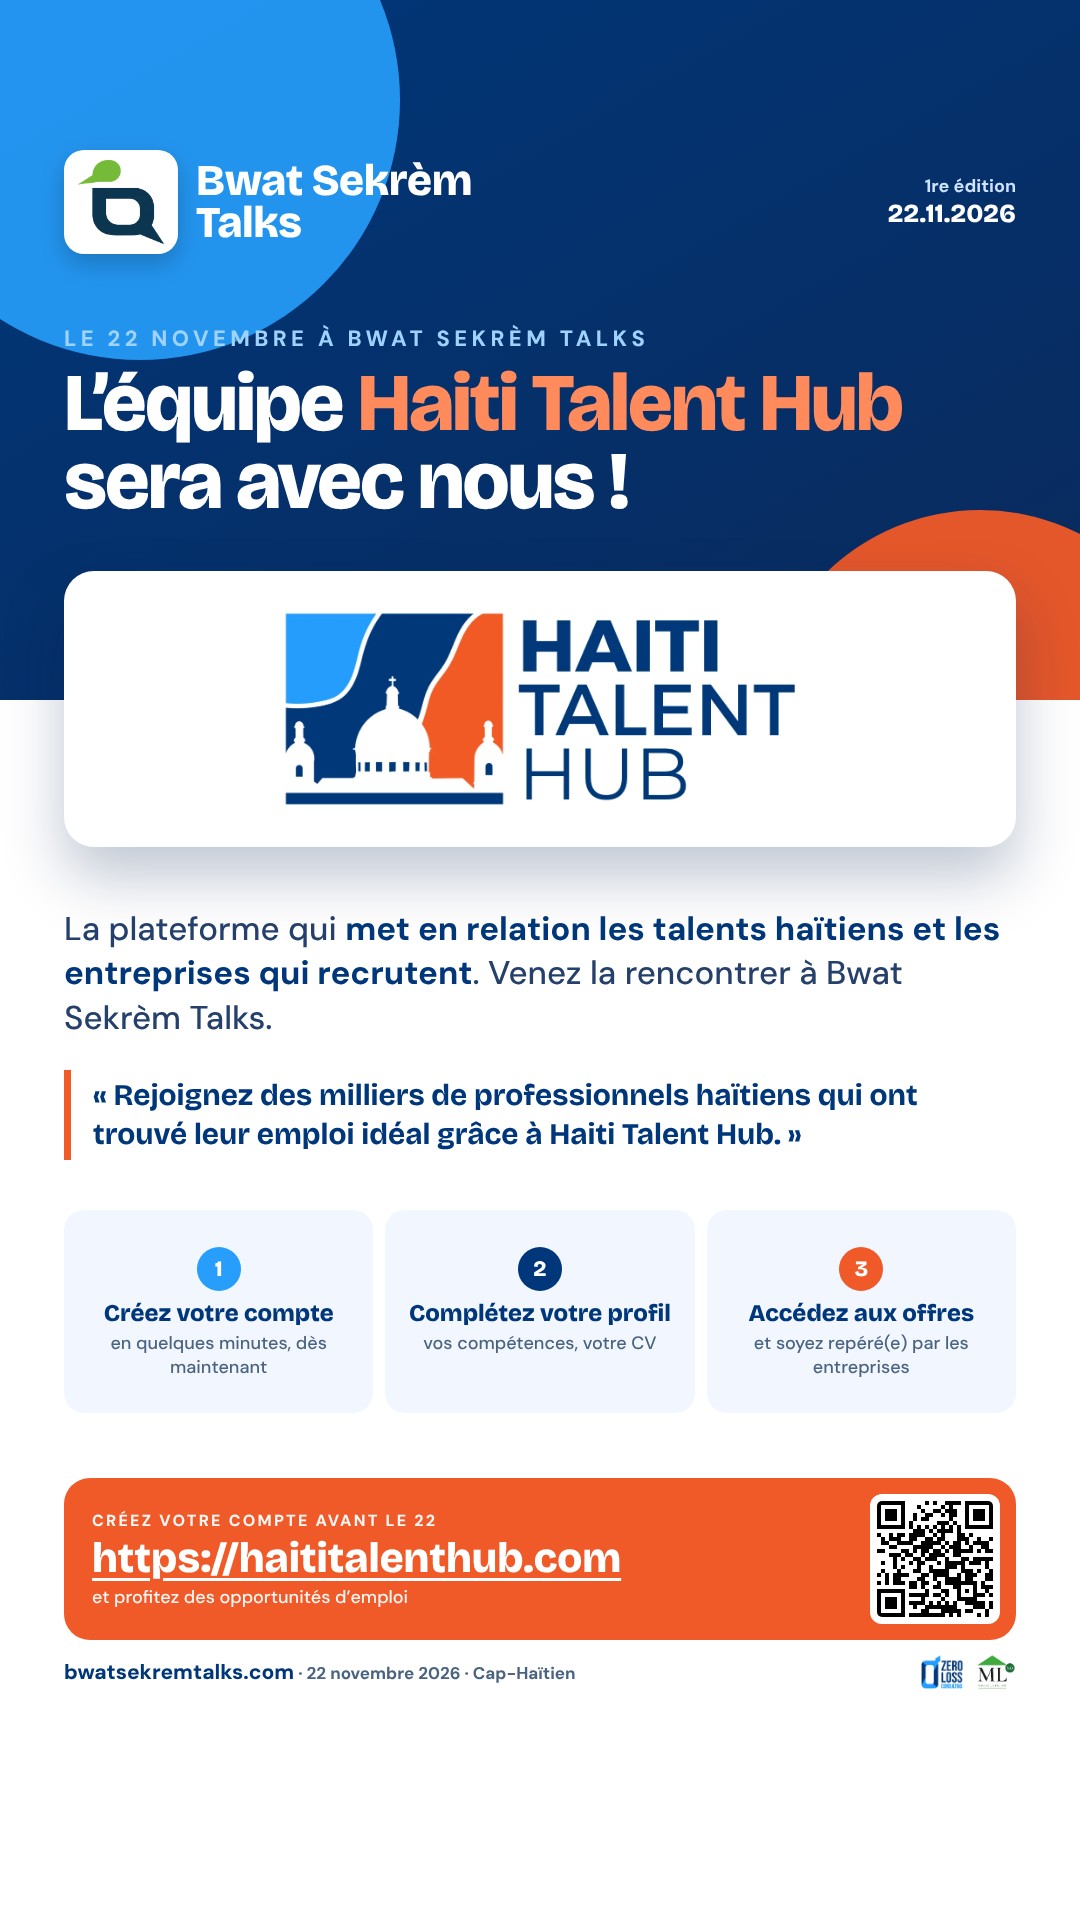 Bwat Sekrèm
Talks
1re édition
22.11.2026
LE 22 NOVEMBRE À BWAT SEKRÈM TALKS
L’équipe Haiti Talent Hub
sera avec nous !
HAITI
TALENT
HUB
La plateforme qui met en relation les talents haïtiens et les
entreprises qui recrutent. Venez la rencontrer à Bwat
Sekrèm Talks.
« Rejoignez des milliers de professionnels haïtiens qui ont
trouvé leur emploi idéal grâce à Haiti Talent Hub. »
1
Créez votre compte
en quelques minutes, dès
maintenant
2
Complétez votre profil
vos compétences, votre CV
3
Accédez aux offres
et soyez repéré(e) par les
entreprises
CRÉEZ VOTRE COMPTE AVANT LE 22
https://haititalenthub.com
et profitez des opportunités d’emploi
bwatsekremtalks.com · 22 novembre 2026 · Cap-Haïtien
ZERO
LOSS
ML